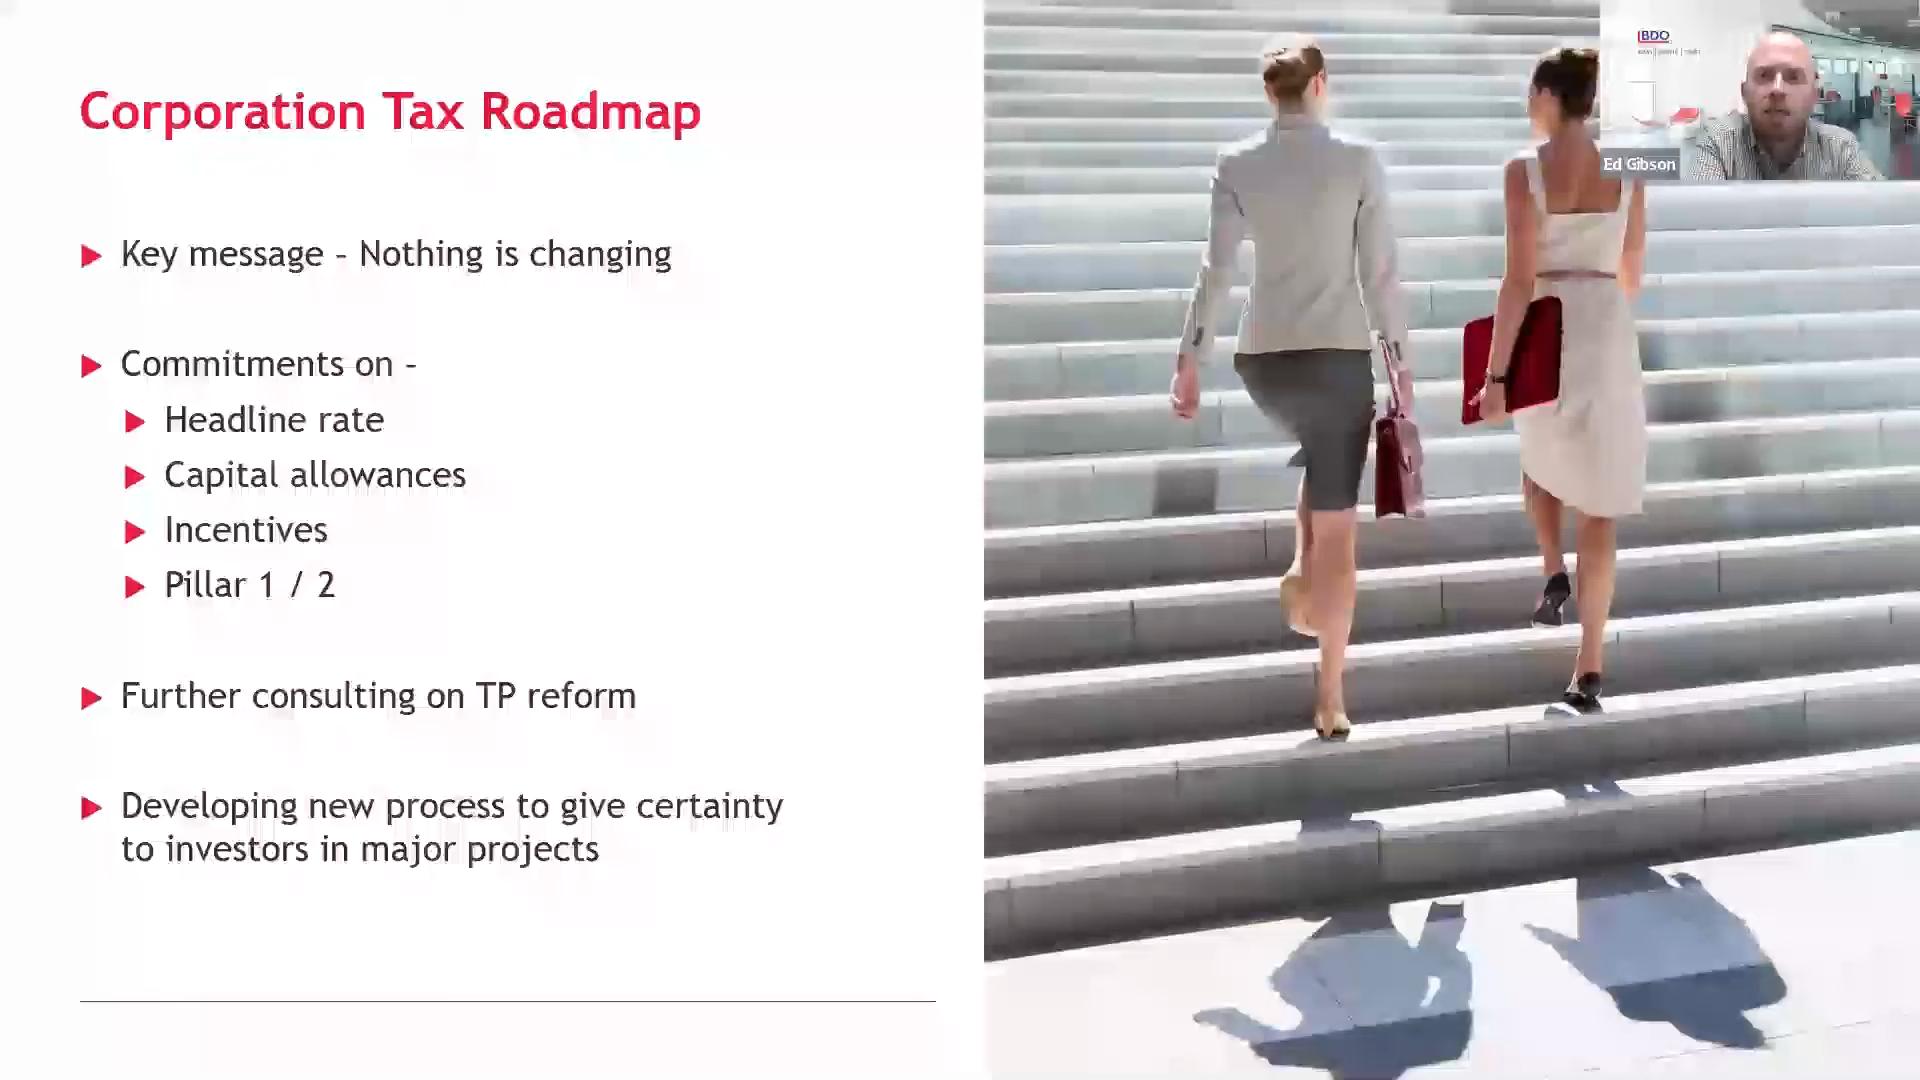 Corporation Tax Roadmap
Key message – Nothing is changing
Commitments on –
Headline rate
Capital allowances
Incentives
Pillar 1 / 2
Further consulting on TP reform
Developing new process to give certainty
to investors in major projects
BDO
Ed Gibson